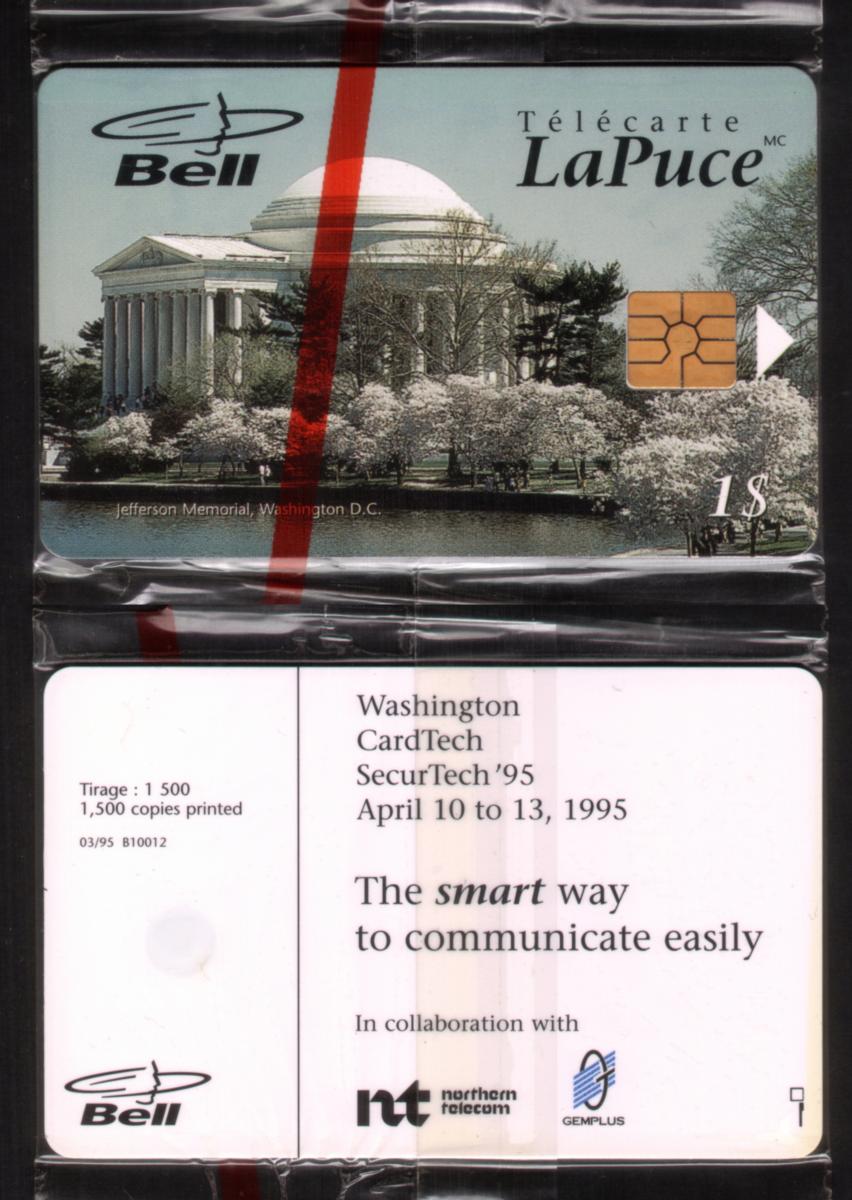 Bell
Télécarte
LaPuce MC
1$
Jefferson Memorial, Washington D.C.
Tirage : 1 500
1,500 copies printed
03/95 B10012
Bell
Washington
CardTech
SecurTech '95
April 10 to 13, 1995
The smart way
to communicate easily
In collaboration with
nt northern
telecom
GEMPLUS